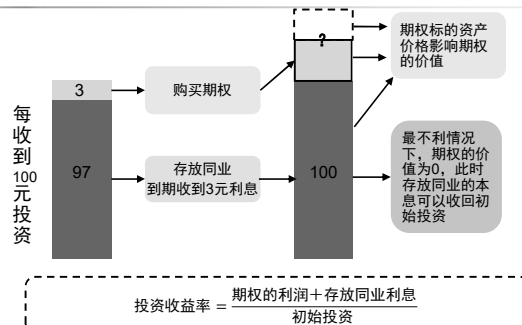 每
收
到
100
元
投
资
3
97
购买期权
存放同业
到期收到3元利息
?
100
期权标的资产
价格影响期权
的价值
最不利情况
下，期权的价
值为0，此时
存放同业的本
息可以收回初
始投资
投资收益率 = 期权的利润＋存放同业利息
初始投资